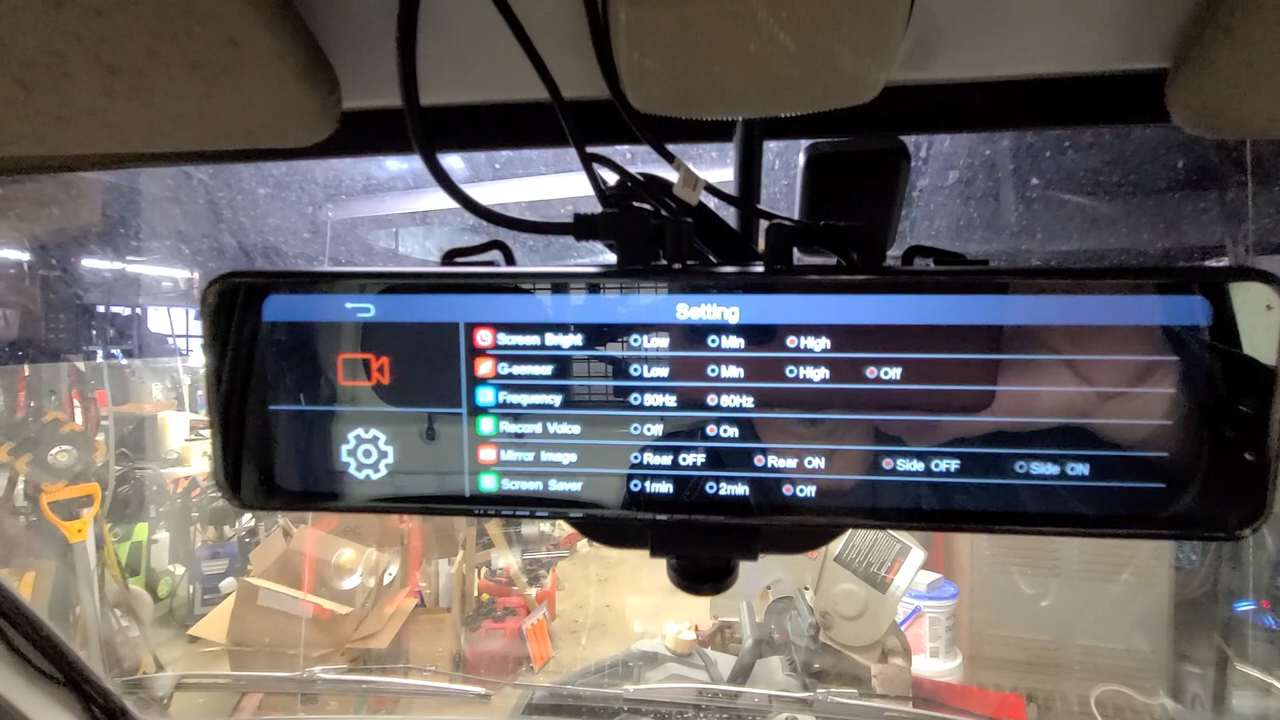 Setting
Screen Bright Low Min High
G-sensor Low Min High Off
Frequency 50Hz 60Hz
Record Voice Off On
Mirror Image Rear OFF Rear ON Side OFF Side ON
Screen Saver 1min 2min Off